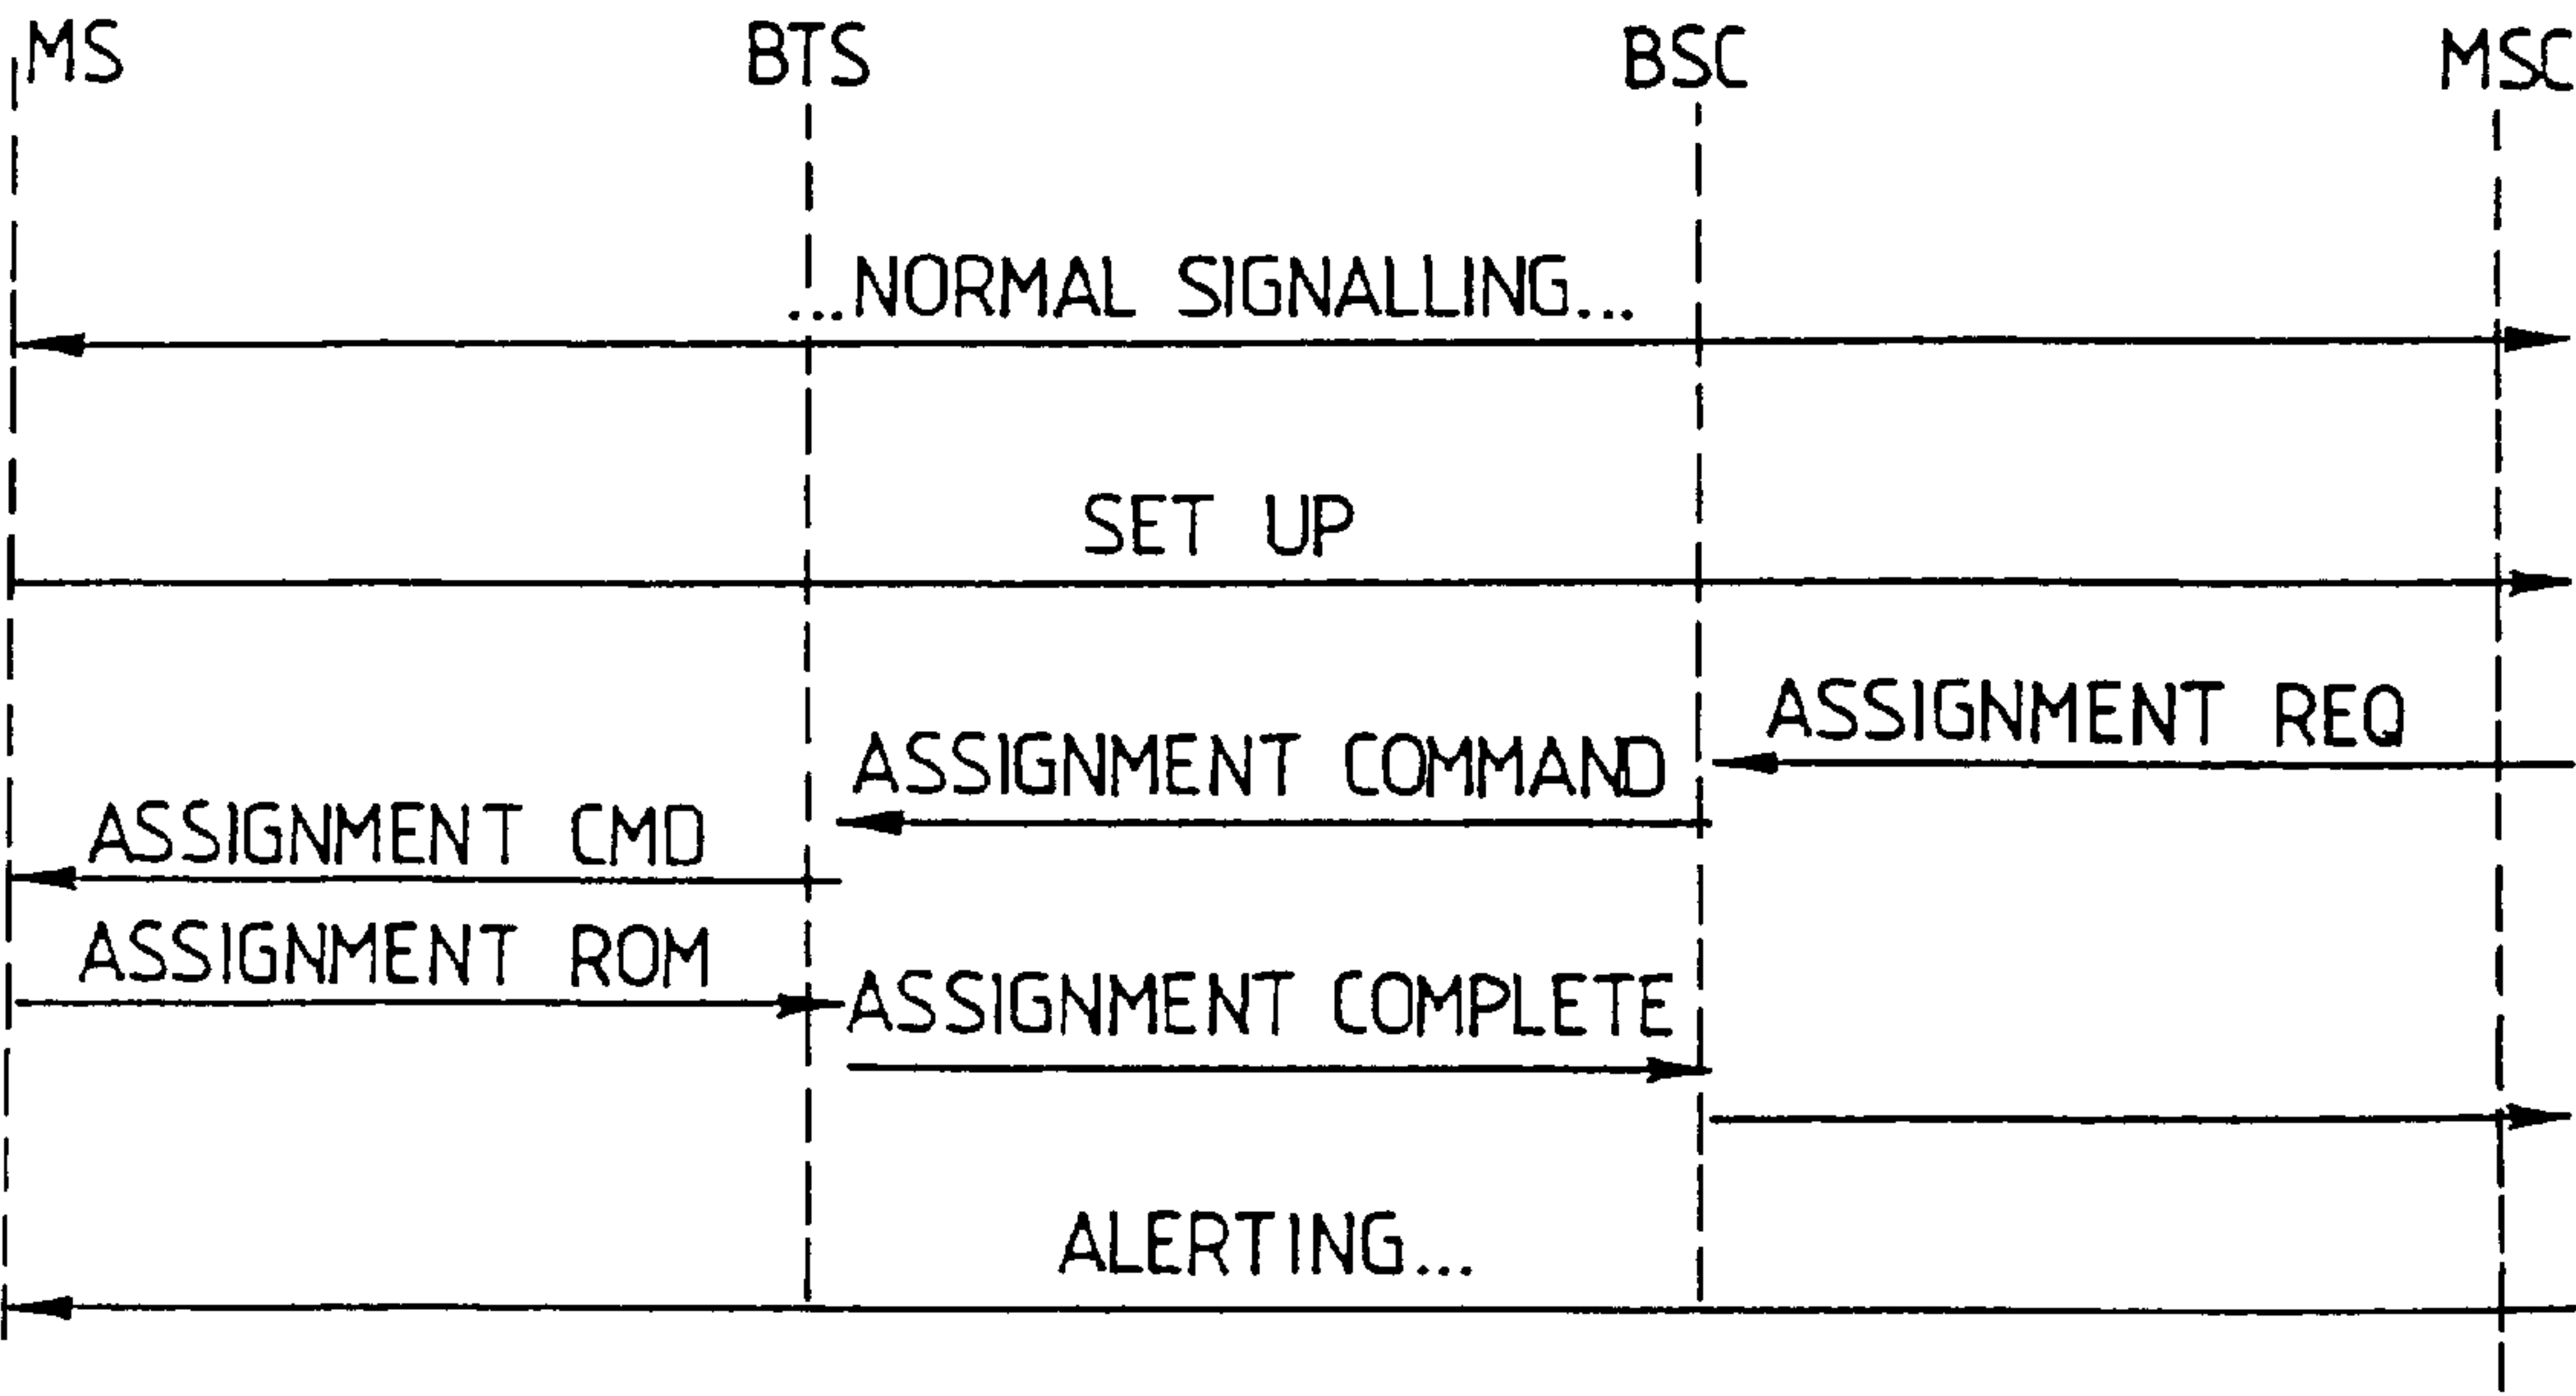 MS BTS BSC MSC
...NORMAL SIGNALLING...
SET UP
ASSIGNMENT REQ
ASSIGNMENT COMMAND
ASSIGNMENT CMD
ASSIGNMENT ROM
ASSIGNMENT COMPLETE
ALERTING...